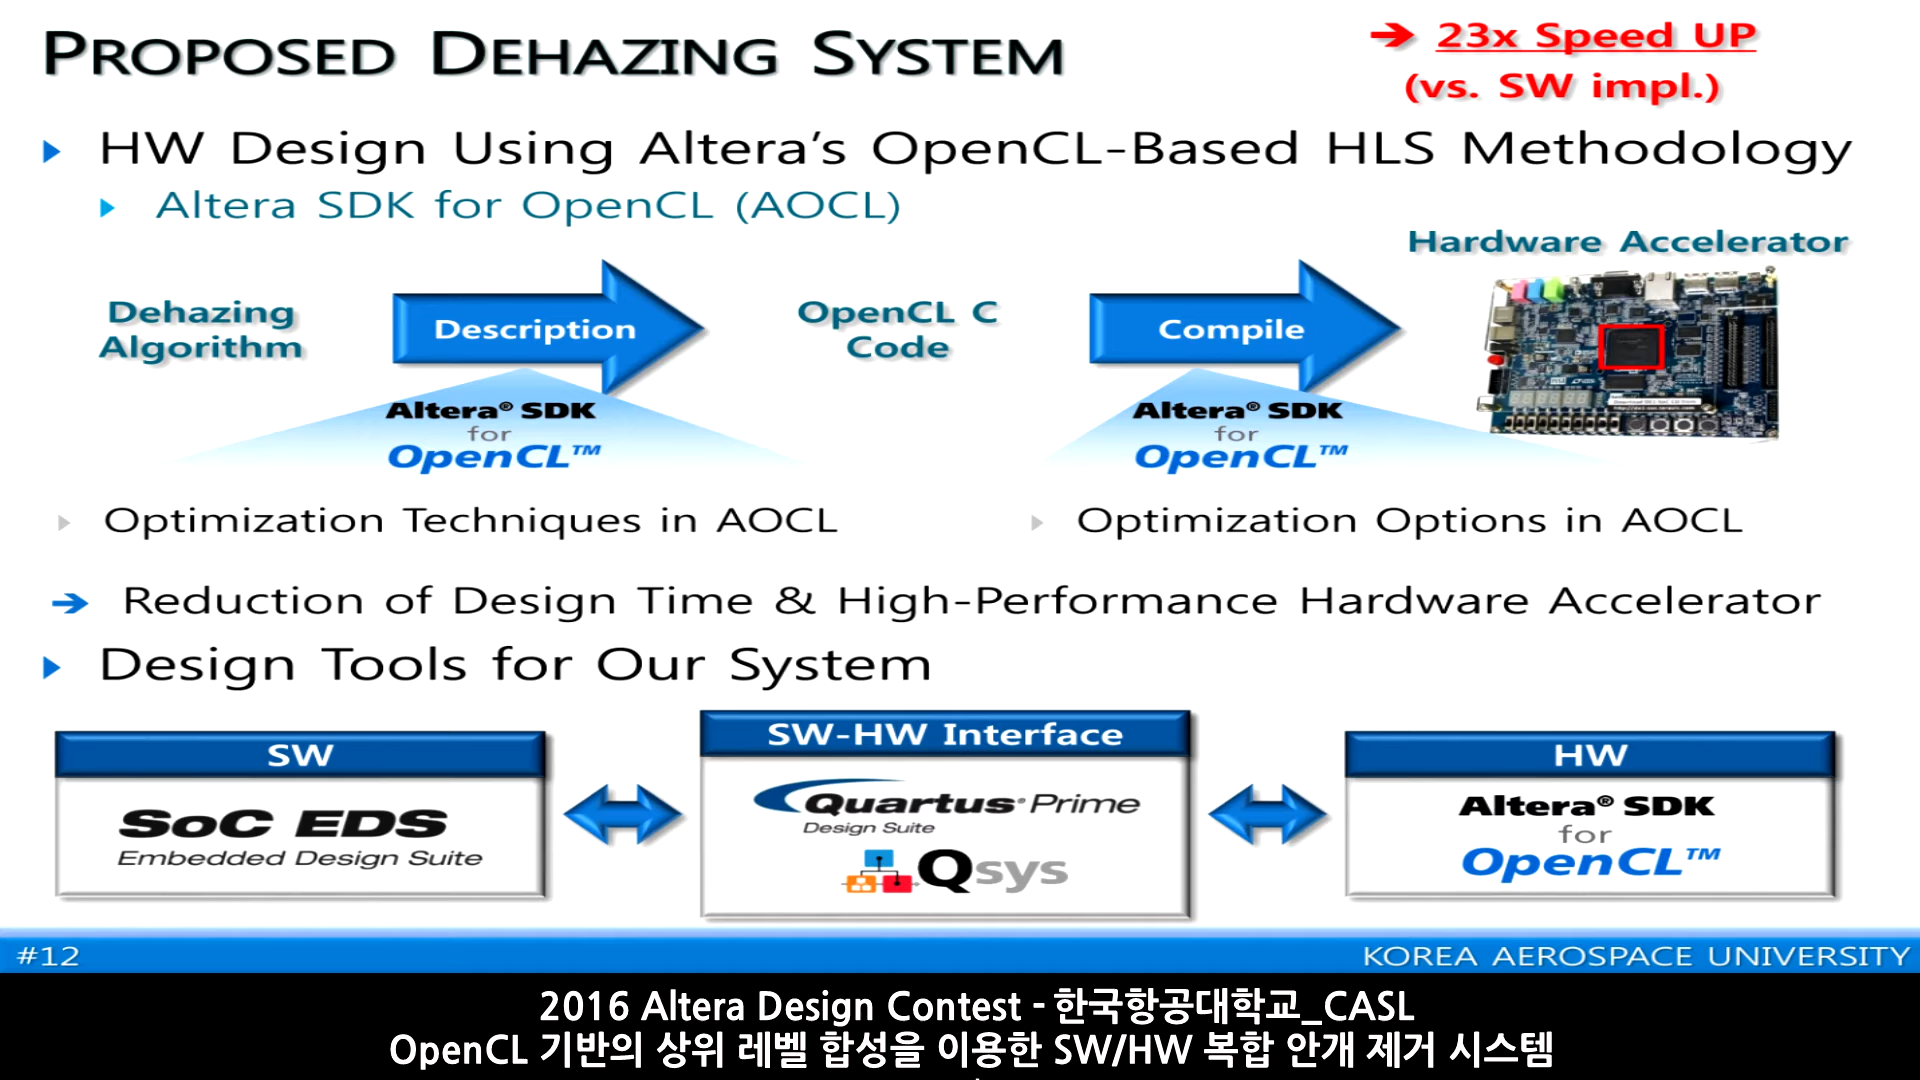 PROPOSED DEHAZING SYSTEM
➔ 23x Speed UP
(vs. SW impl.)
HW Design Using Altera's OpenCL-Based HLS Methodology
Altera SDK for OpenCL (AOCL)
Hardware Accelerator
Dehazing
Algorithm
Description
OpenCL C
Code
Compile
Altera® SDK
for
OpenCL™
Altera® SDK
for
OpenCL™
Optimization Techniques in AOCL
Optimization Options in AOCL
➔ Reduction of Design Time & High-Performance Hardware Accelerator
Design Tools for Our System
SW
SoC EDS
Embedded Design Suite
SW-HW Interface
Quartus® Prime
Design Suite
Qsys
HW
Altera® SDK
for
OpenCL™
#12
KOREA AEROSPACE UNIVERSITY
2016 Altera Design Contest - 한국항공대학교_CASL
OpenCL 기반의 상위 레벨 합성을 이용한 SW/HW 복합 안개 제거 시스템